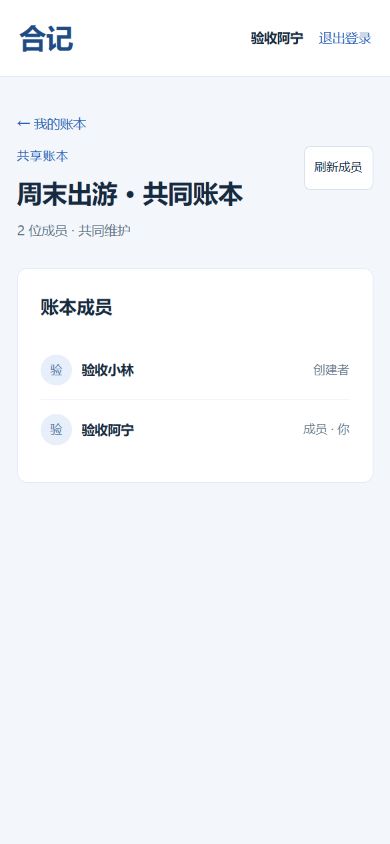 合记
验收阿宁 退出登录
← 我的账本
共享账本
刷新成员
周末出游 · 共同账本
2 位成员 · 共同维护
账本成员
验 验收小林 创建者
验 验收阿宁 成员 · 你